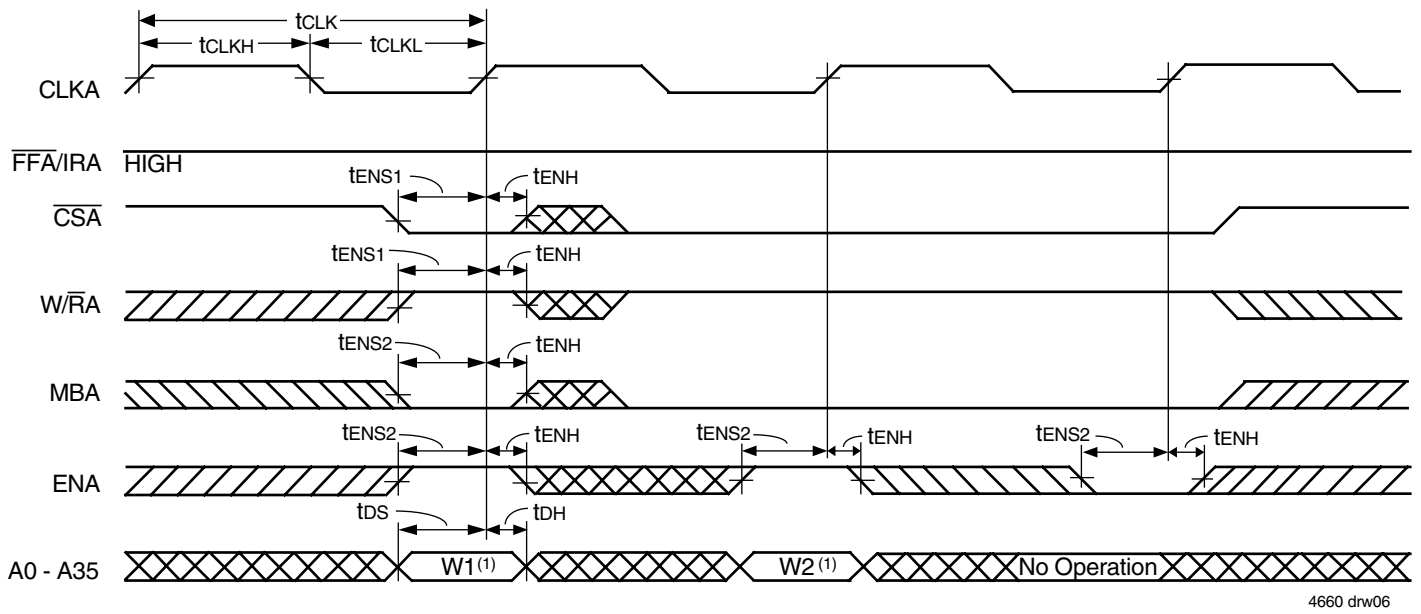 tCLK
tCLKH tCLKL
CLKA
FFA/IRA HIGH
tENS1 tENH
CSA
tENS1 tENH
W/RA
tENS2 tENH
MBA
tENS2 tENH tENS2 tENH tENS2 tENH
ENA
tDS tDH
A0 - A35 W1(1) W2(1) No Operation
4660 drw06